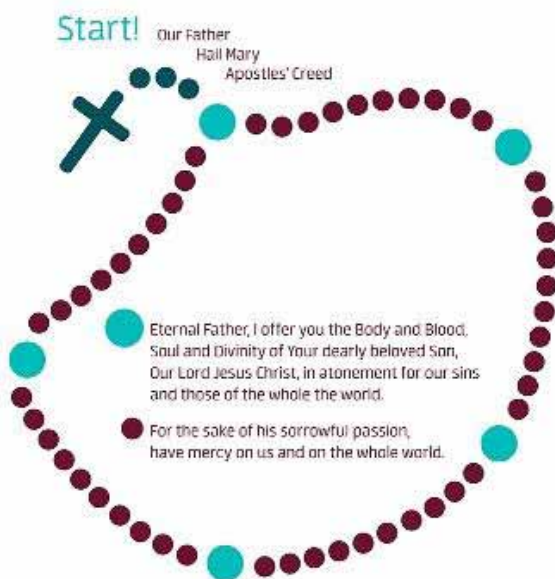 Start!
Our Father
Hail Mary
Apostles' Creed
Eternal Father, I offer you the Body and Blood,
Soul and Divinity of Your dearly beloved Son,
Our Lord Jesus Christ, in atonement for our sins
and those of the whole the world.
For the sake of his sorrowful passion,
have mercy on us and on the whole world.